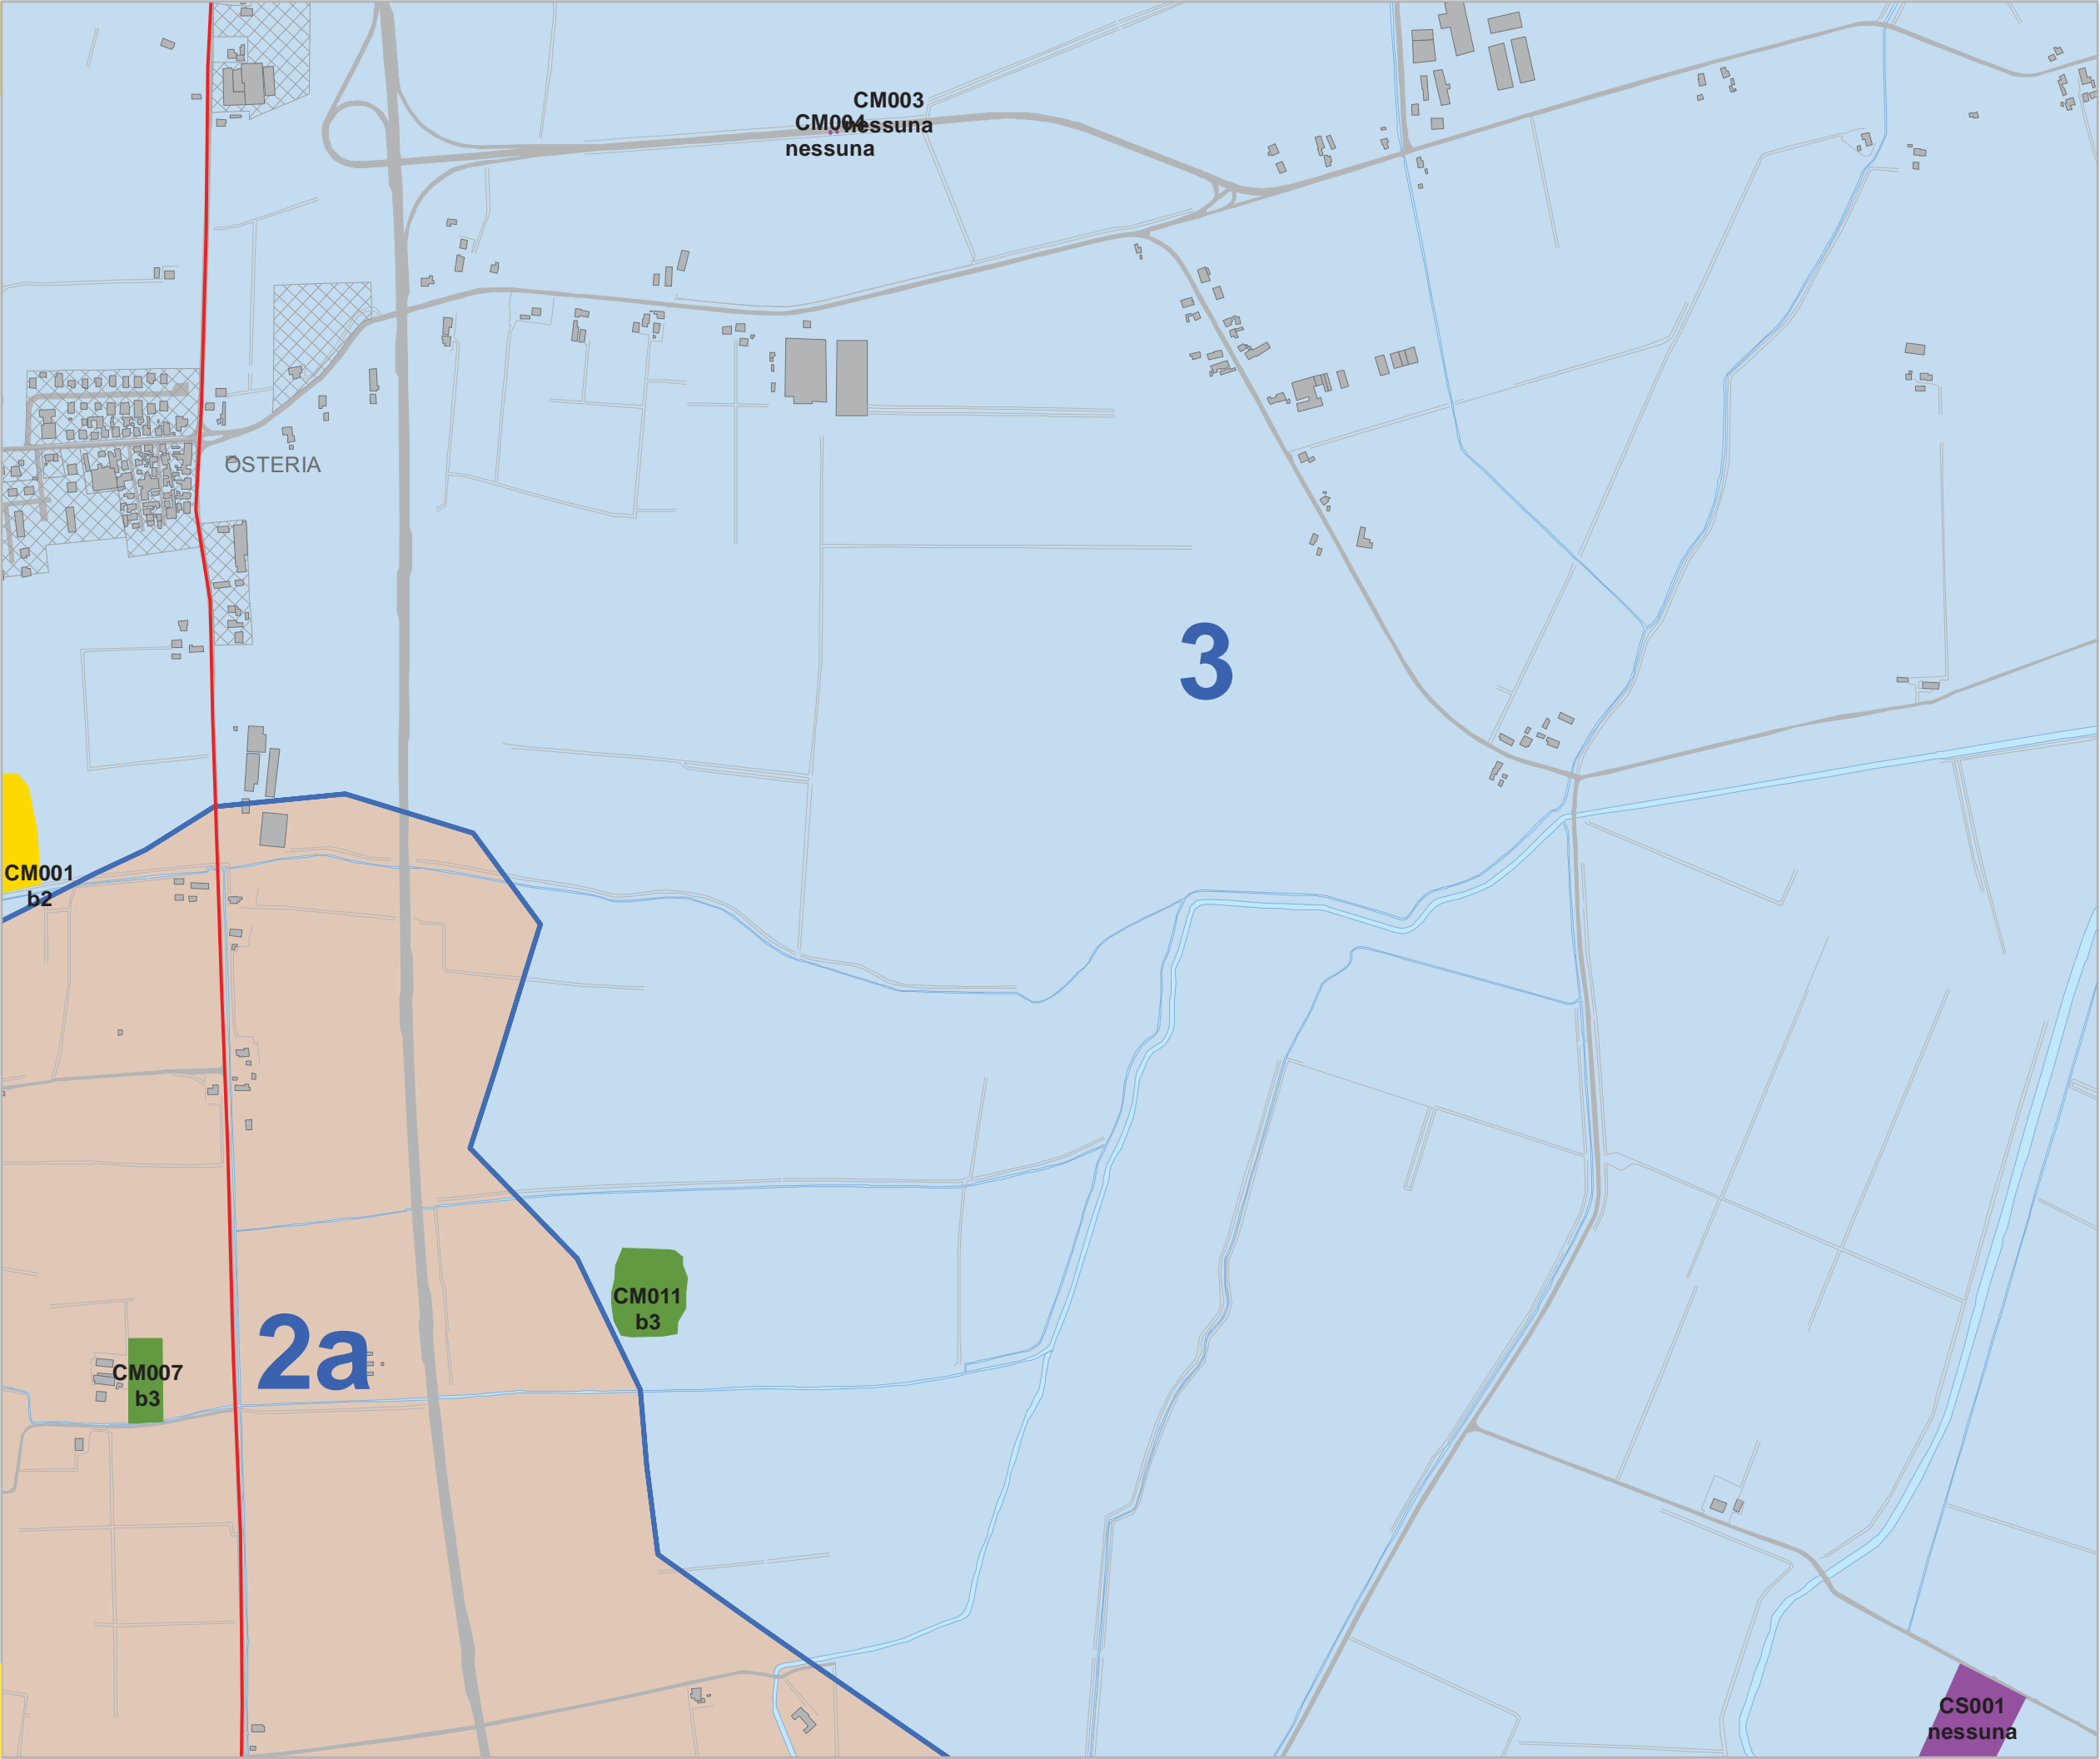 CM003
nessuna
CM004
nessuna
OSTERIA
3
CM001
b2
CM011
b3
2a
CM007
b3
CS001
nessuna